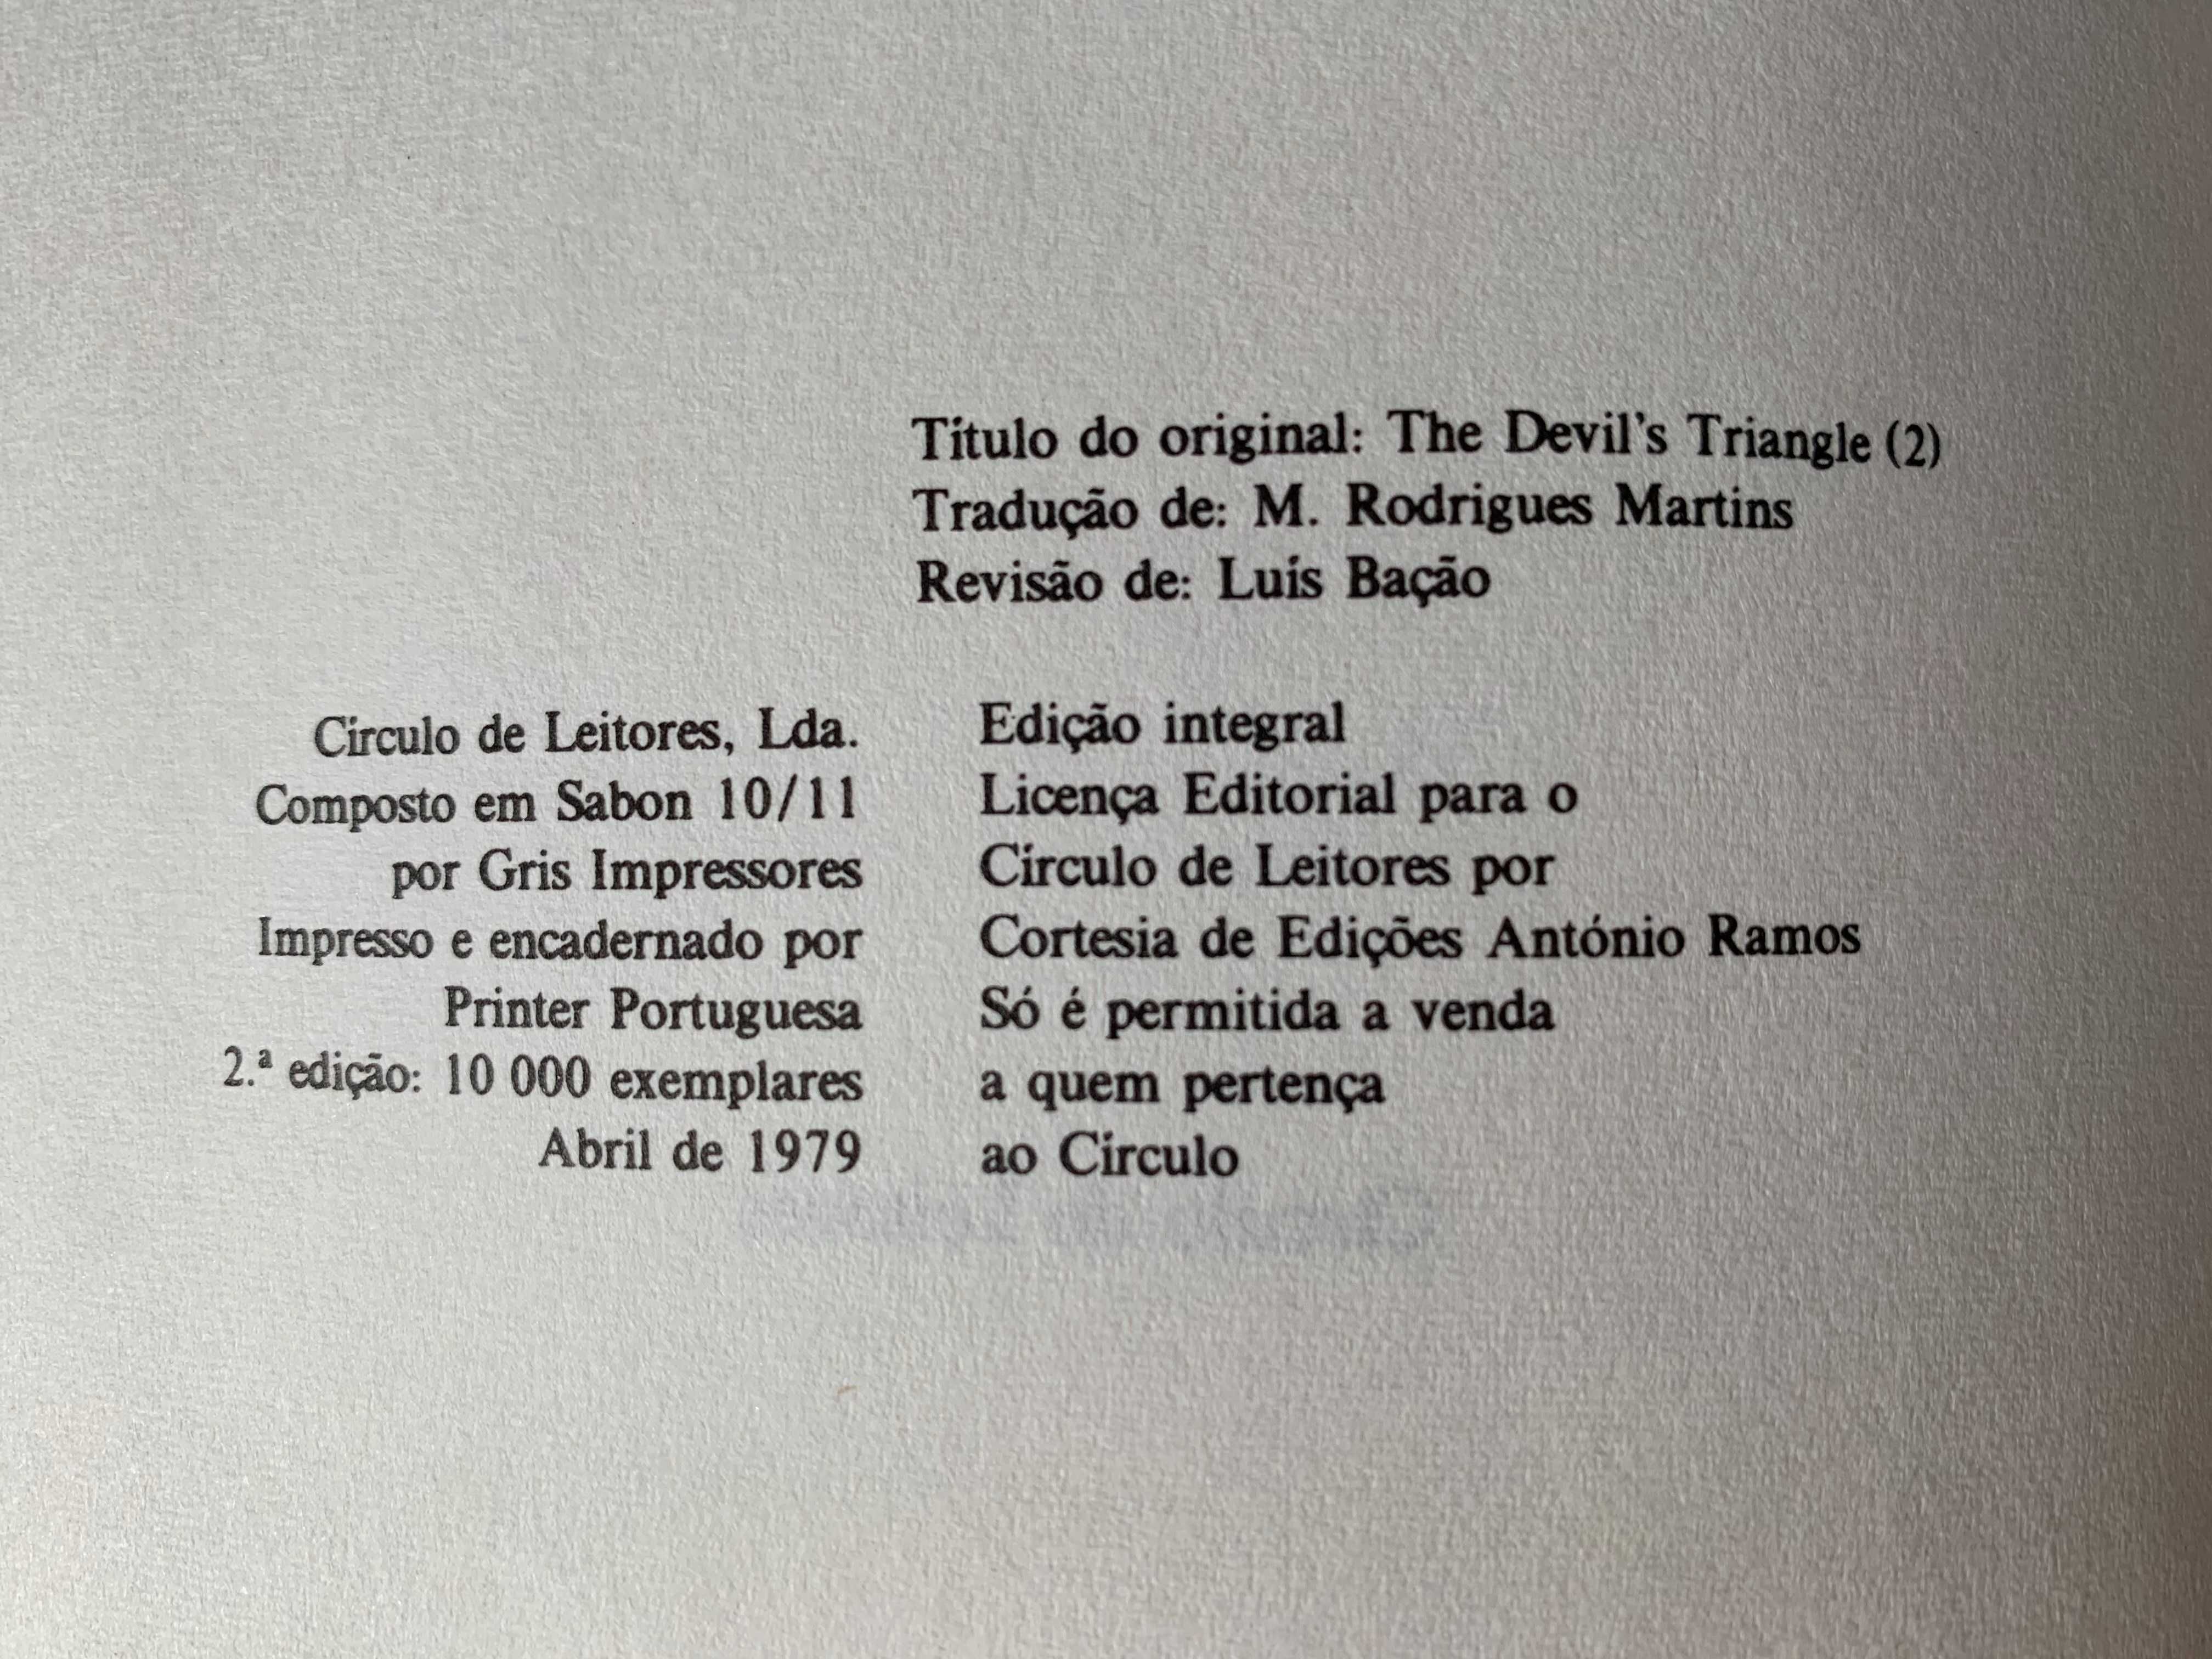 Título do original: The Devil's Triangle (2)
Tradução de: M. Rodrigues Martins
Revisão de: Luís Bação
Círculo de Leitores, Lda.
Composto em Sabon 10/11
por Gris Impressores
Impresso e encadernado por
Printer Portuguesa
2.ª edição: 10 000 exemplares
Abril de 1979
Edição integral
Licença Editorial para o
Círculo de Leitores por
Cortesia de Edições António Ramos
Só é permitida a venda
a quem pertença
ao Círculo